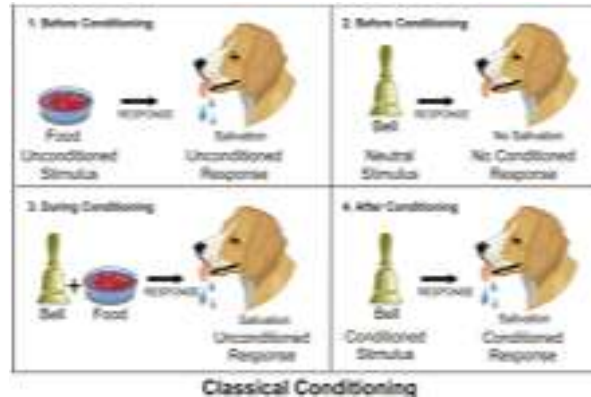 1. Before Conditioning
RESPONSE
Food
Salivation
Unconditioned
Stimulus
Unconditioned
Response
2. Before Conditioning
RESPONSE
Bell
No Salivation
Neutral
Stimulus
No Conditioned
Response
3. During Conditioning
+
RESPONSE
Bell
Food
Salivation
Unconditioned
Response
4. After Conditioning
RESPONSE
Bell
Salivation
Conditioned
Stimulus
Conditioned
Response
Classical Conditioning